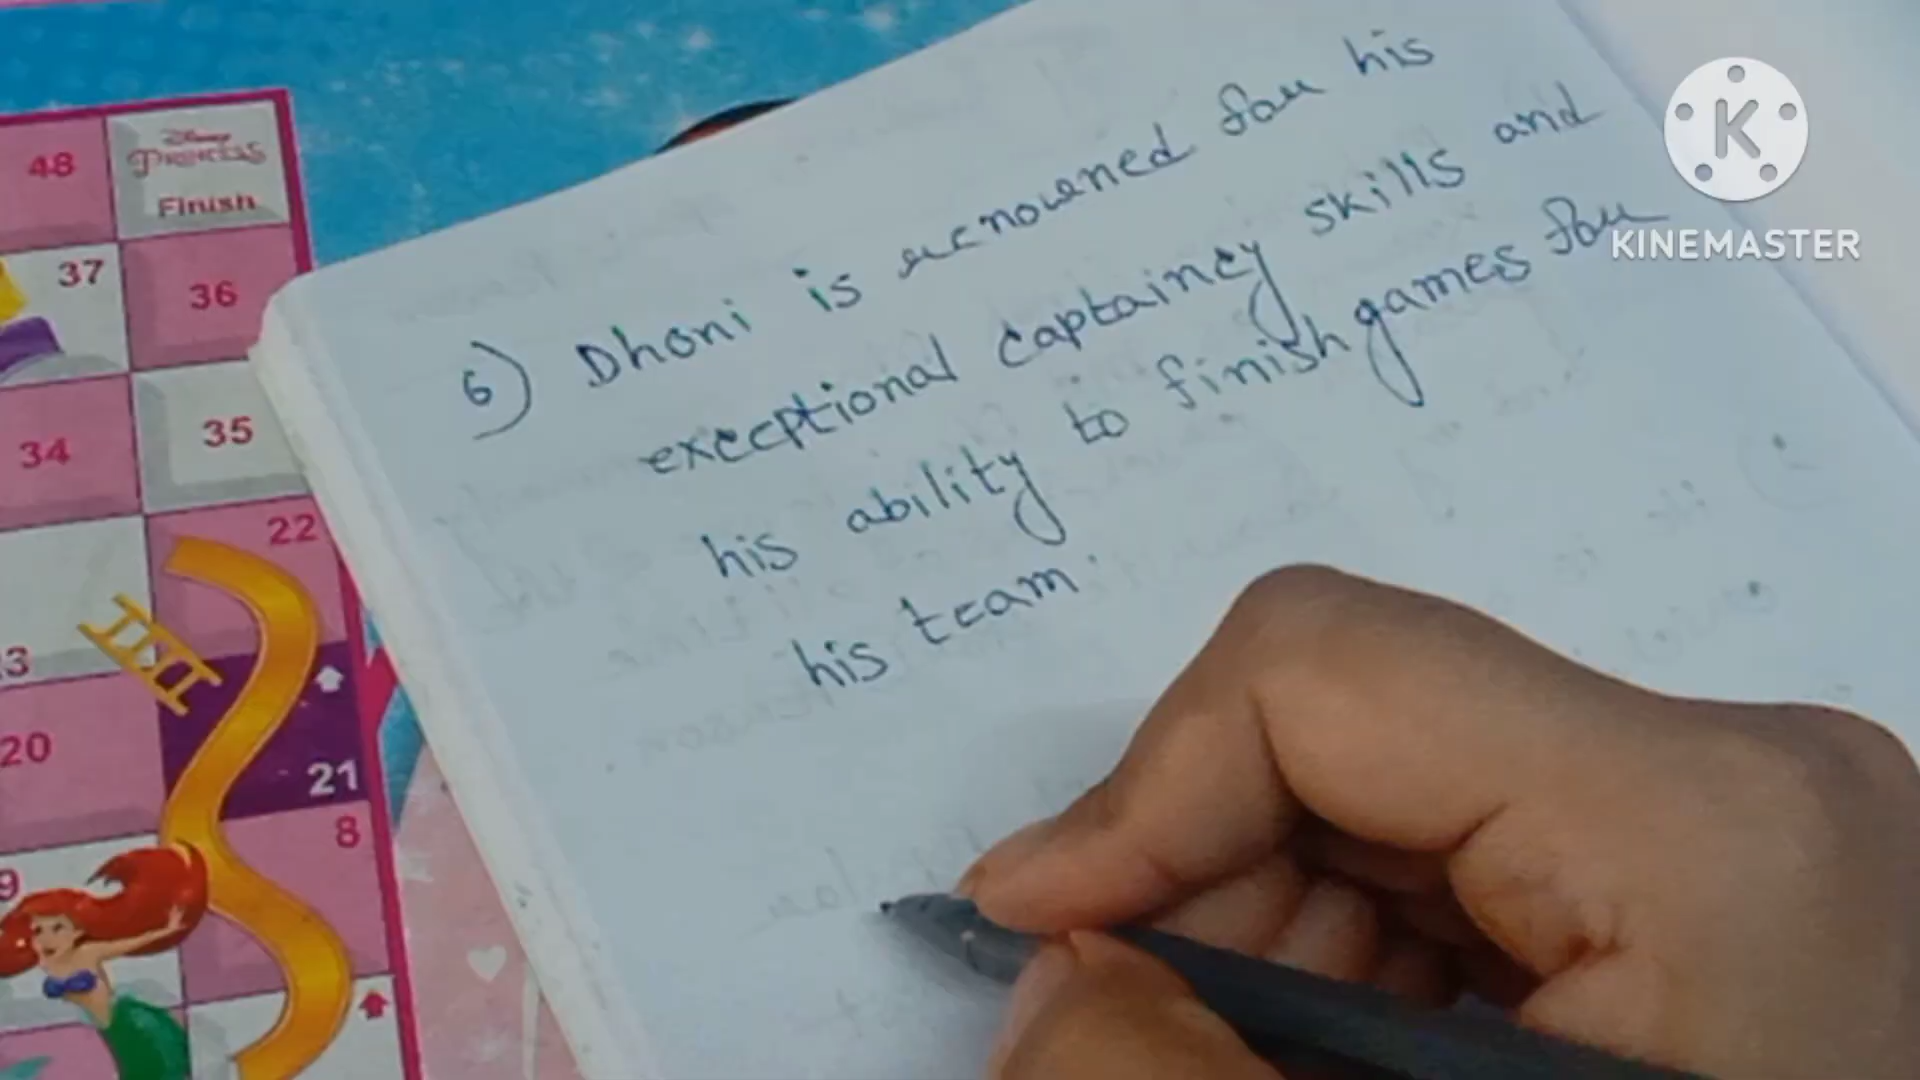 6) Dhoni is renowned for his
exceptional captaincy skills and
his ability to finish games for
his team.
KINEMASTER
48
Disney
PRINCESS
Finish
37
36
34
35
22
20
21
8